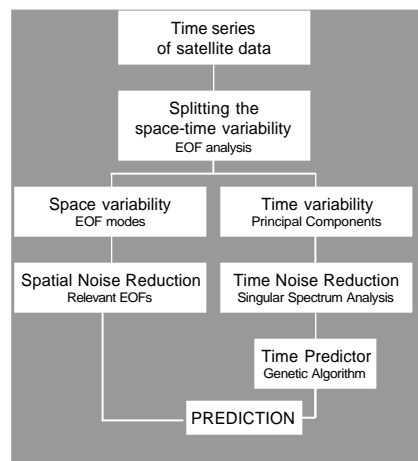 Time series
of satellite data
Splitting the
space-time variability
EOF analysis
Space variability
EOF modes
Time variability
Principal Components
Spatial Noise Reduction
Relevant EOFs
Time Noise Reduction
Singular Spectrum Analysis
Time Predictor
Genetic Algorithm
PREDICTION